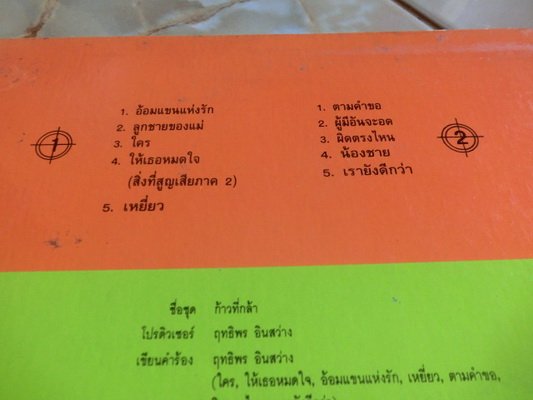 1
1. อ้อมแขนแห่งรัก
2. ลูกชายของแม่
3. ใคร
4. ให้เธอหมดใจ
(สิ่งที่สูญเสียภาค 2)
5. เหยี่ยว
2
1. ตามคำขอ
2. ผู้มีอันจะอด
3. ผิดตรงไหน
4. น้องชาย
5. เรายังดีกว่า
ชื่อชุด ก้าวที่กล้า
โปรดิวเซอร์ ฤทธิพร อินสว่าง
เขียนคำร้อง ฤทธิพร อินสว่าง
(ใคร, ให้เธอหมดใจ, อ้อมแขนแห่งรัก, เหยี่ยว, ตามคำขอ,